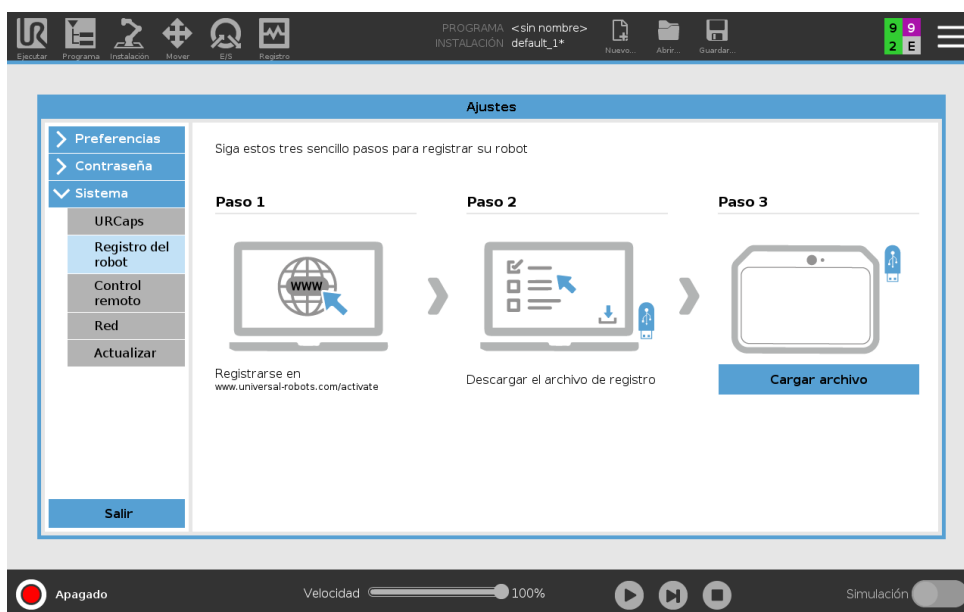 PROGRAMA <sin nombre>
INSTALACIÓN default_1*
Ejecutar Programa Instalación Mover E/S Registro Nuevo... Abrir... Guardar...
9 9
2 E
Ajustes
Preferencias
Contraseña
Sistema
URCaps
Registro del
robot
Control
remoto
Red
Actualizar
Salir
Siga estos tres sencillo pasos para registrar su robot
Paso 1
www
Registrarse en
www.universal-robots.com/activate
Paso 2
Descargar el archivo de registro
Paso 3
Cargar archivo
Apagado
Velocidad 100%
Simulación